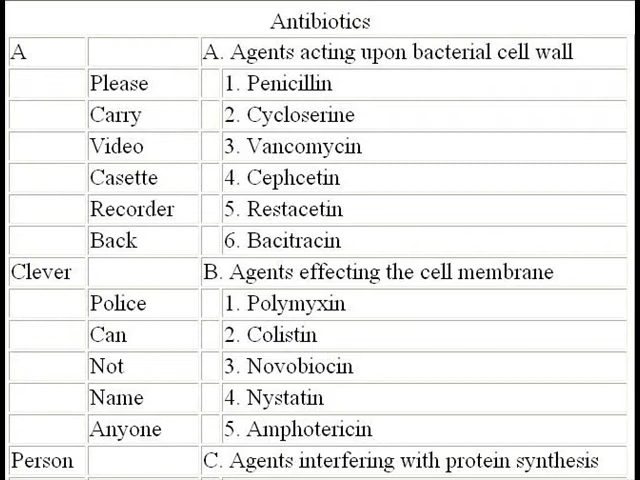 Antibiotics
A A. Agents acting upon bacterial cell wall
Please 1. Penicillin
Carry 2. Cycloserine
Video 3. Vancomycin
Casette 4. Cephcetin
Recorder 5. Restacetin
Back 6. Bacitracin
Clever B. Agents effecting the cell membrane
Police 1. Polymyxin
Can 2. Colistin
Not 3. Novobiocin
Name 4. Nystatin
Anyone 5. Amphotericin
Person C. Agents interfering with protein synthesis